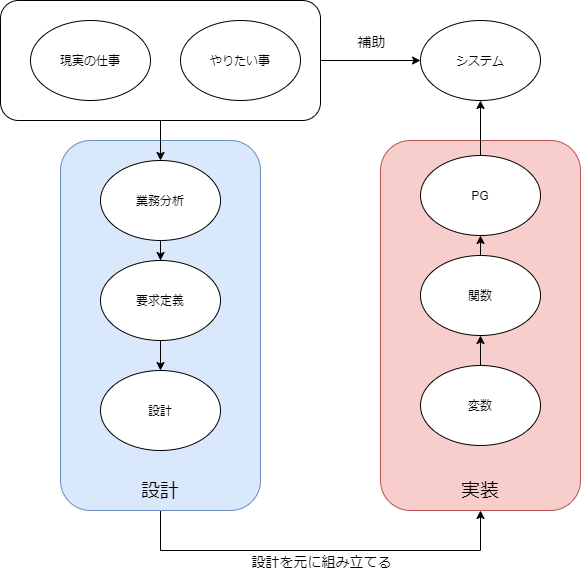 現実の仕事
やりたい事
補助
システム
業務分析
要求定義
設計
設計
PG
関数
変数
実装
設計を元に組み立てる